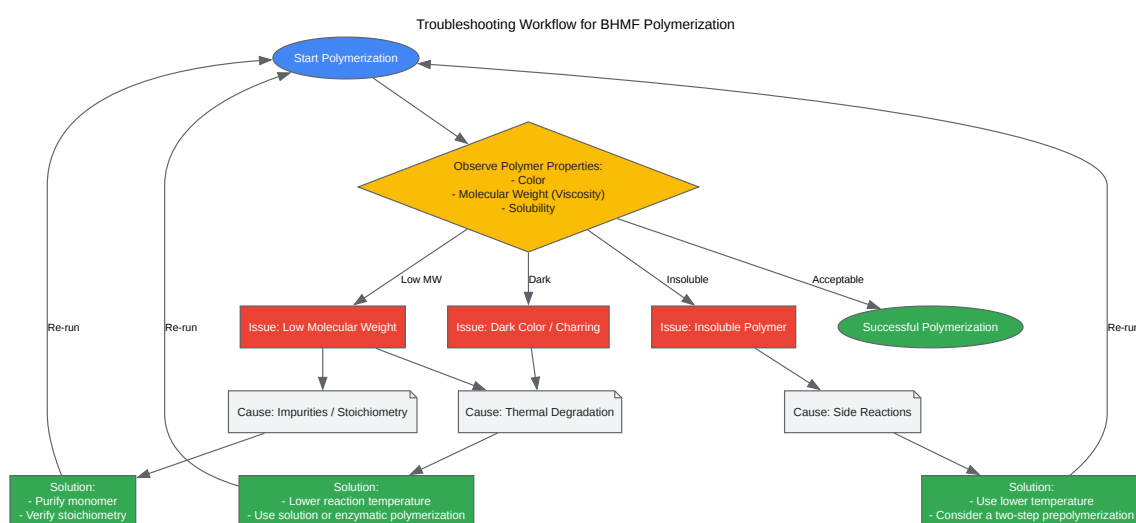 Troubleshooting Workflow for BHMF Polymerization
Start Polymerization
Observe Polymer Properties:
- Color
- Molecular Weight (Viscosity)
- Solubility
Low MW
Dark
Insoluble
Acceptable
Re-run
Re-run
Re-run
Issue: Low Molecular Weight
Issue: Dark Color / Charring
Issue: Insoluble Polymer
Successful Polymerization
Cause: Impurities / Stoichiometry
Cause: Thermal Degradation
Cause: Side Reactions
Solution:
- Purify monomer
- Verify stoichiometry
Solution:
- Lower reaction temperature
- Use solution or enzymatic polymerization
Solution:
- Use lower temperature
- Consider a two-step prepolymerization